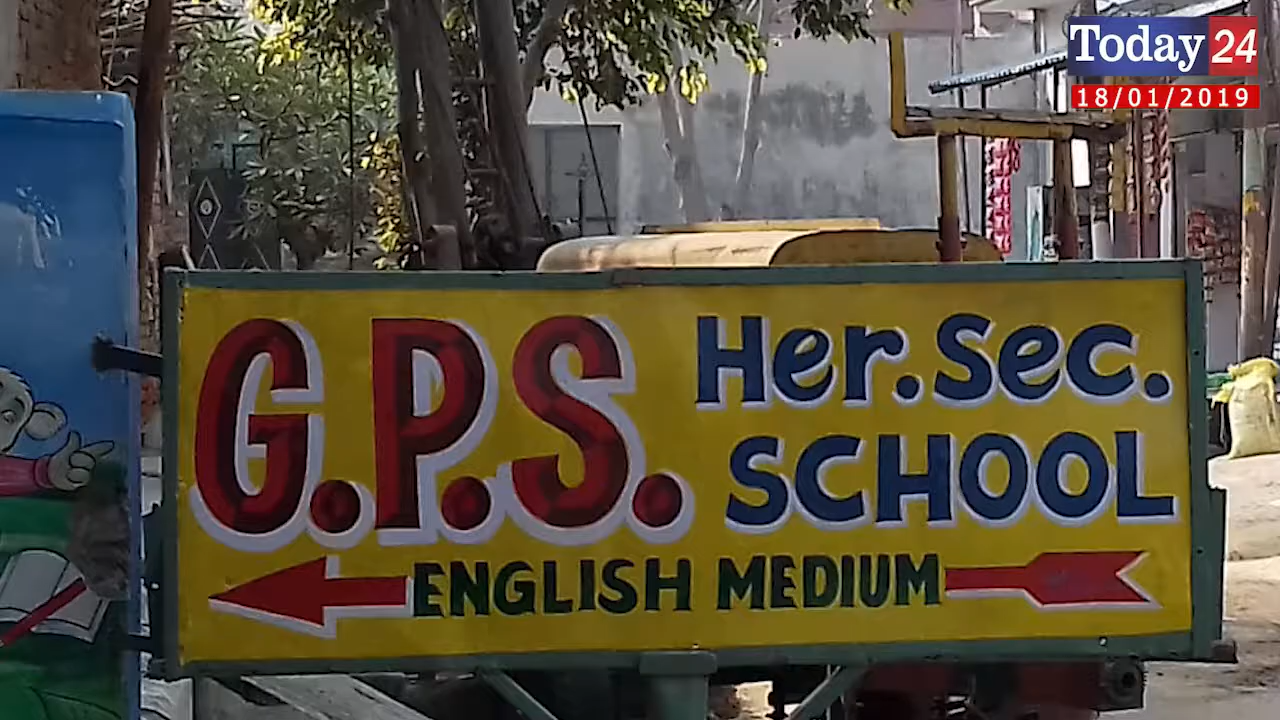 Today 24
18/01/2019
G.P.S. Her. Sec.
SCHOOL
ENGLISH MEDIUM